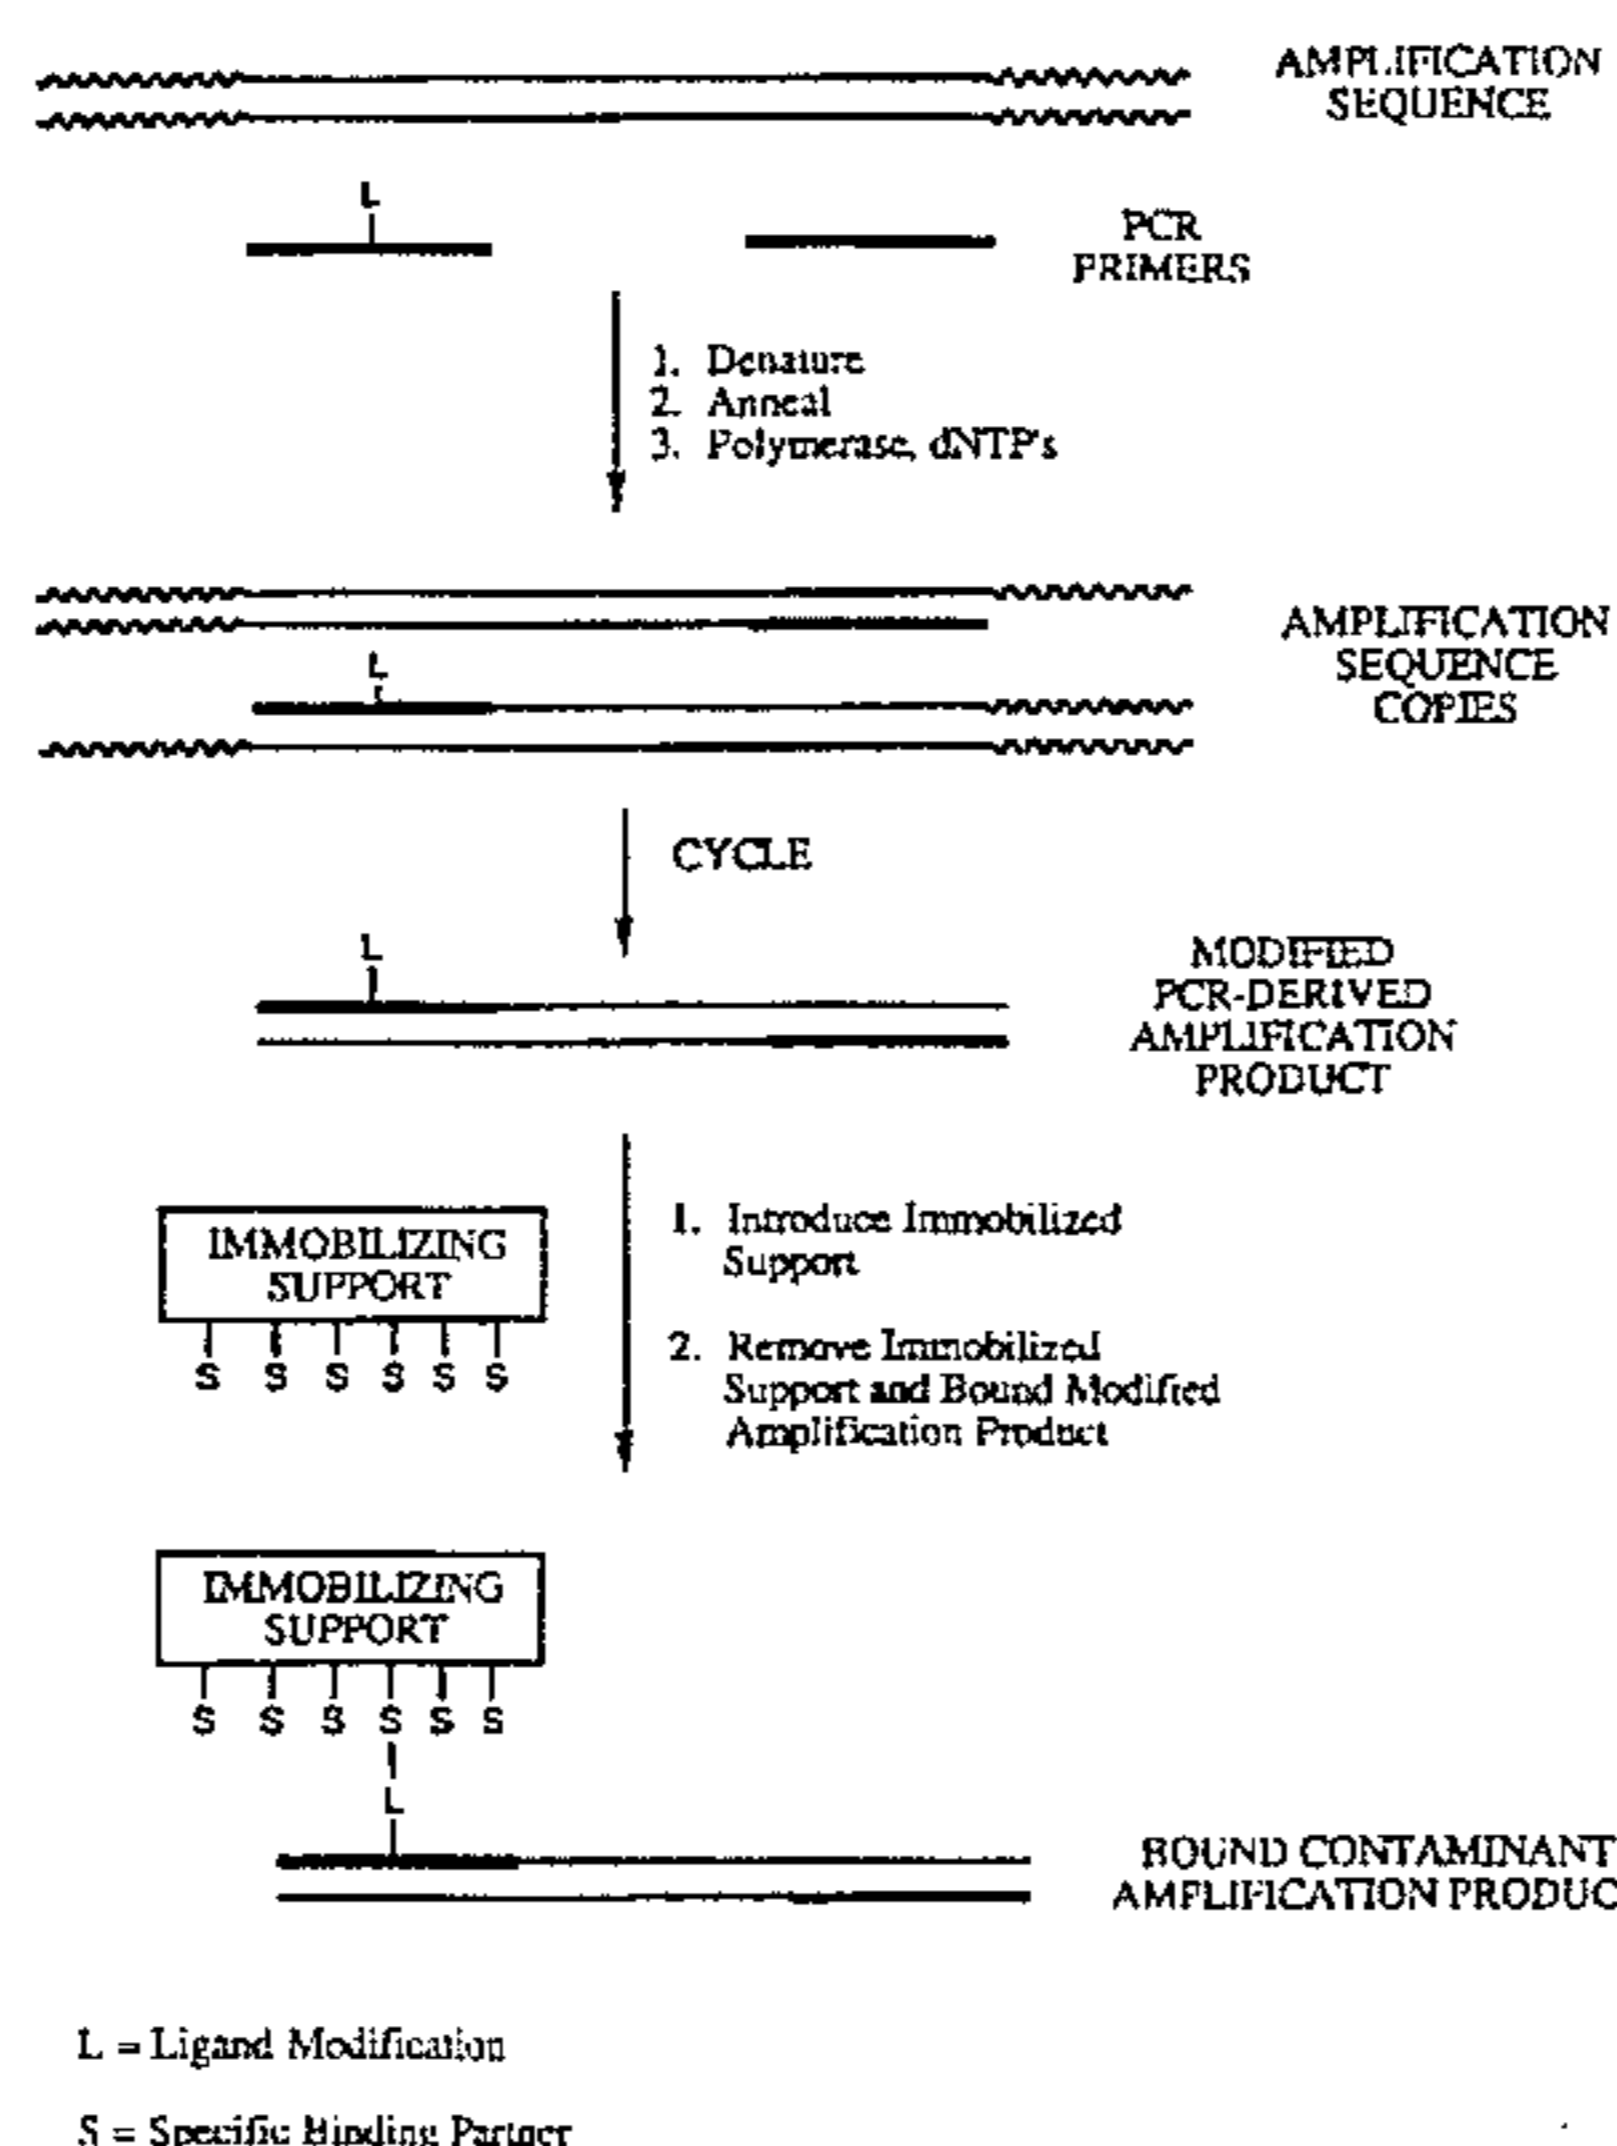 AMPLIFICATION
SEQUENCE
L
PCR
PRIMERS
1. Denature
2. Anneal
3. Polymerase, dNTP's
AMPLIFICATION
SEQUENCE
COPIES
L
CYCLE
L
MODIFIED
PCR-DERIVED
AMPLIFICATION
PRODUCT
IMMOBILIZING
SUPPORT
S S S S S S
1. Introduce Immobilized
Support
2. Remove Immobilized
Support and Bound Modified
Amplification Product
IMMOBILIZING
SUPPORT
S S S S S S
L
BOUND CONTAMINANT
AMPLIFICATION PRODUC
L = Ligand Modification
S = Specific Binding Partner